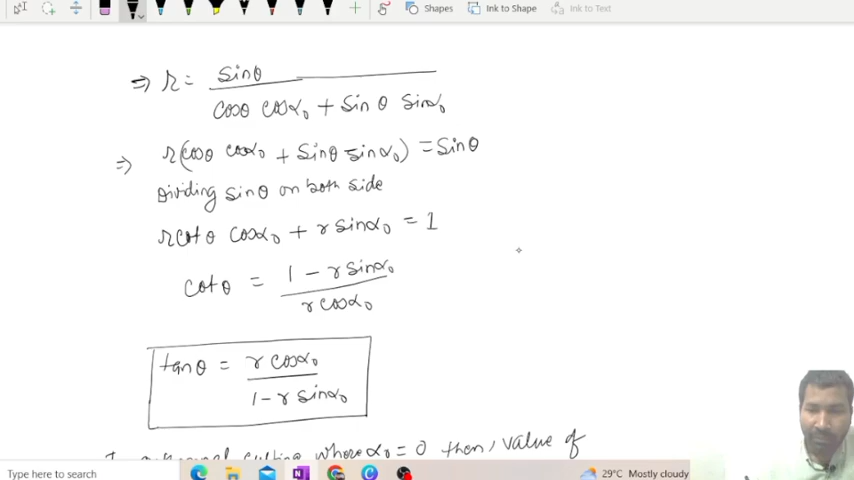 Shapes Ink to Shape Ink to Text
⇒ r = sinθ / (cosθ cosα₀ + sinθ sinα₀)
⇒ r(cosθ cosα₀ + sinθ sinα₀) = sinθ
Dividing sinθ on both side
r cotθ cosα₀ + r sinα₀ = 1
cotθ = (1 - r sinα₀) / (r cosα₀)
tanθ = (r cosα₀) / (1 - r sinα₀)
cutting where α₀ = 0 then, value of
Type here to search 29°C Mostly cloudy